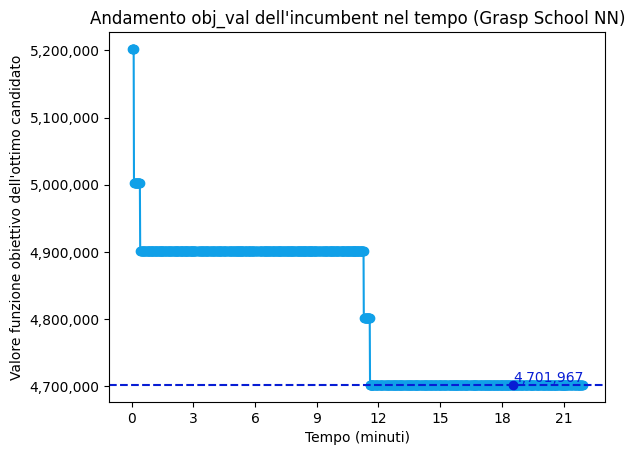 Andamento obj_val dell'incumbent nel tempo (Grasp School NN)
Valore funzione obiettivo dell'ottimo candidato
5,200,000
5,100,000
5,000,000
4,900,000
4,800,000
4,700,000
4,701,967
0 3 6 9 12 15 18 21
Tempo (minuti)